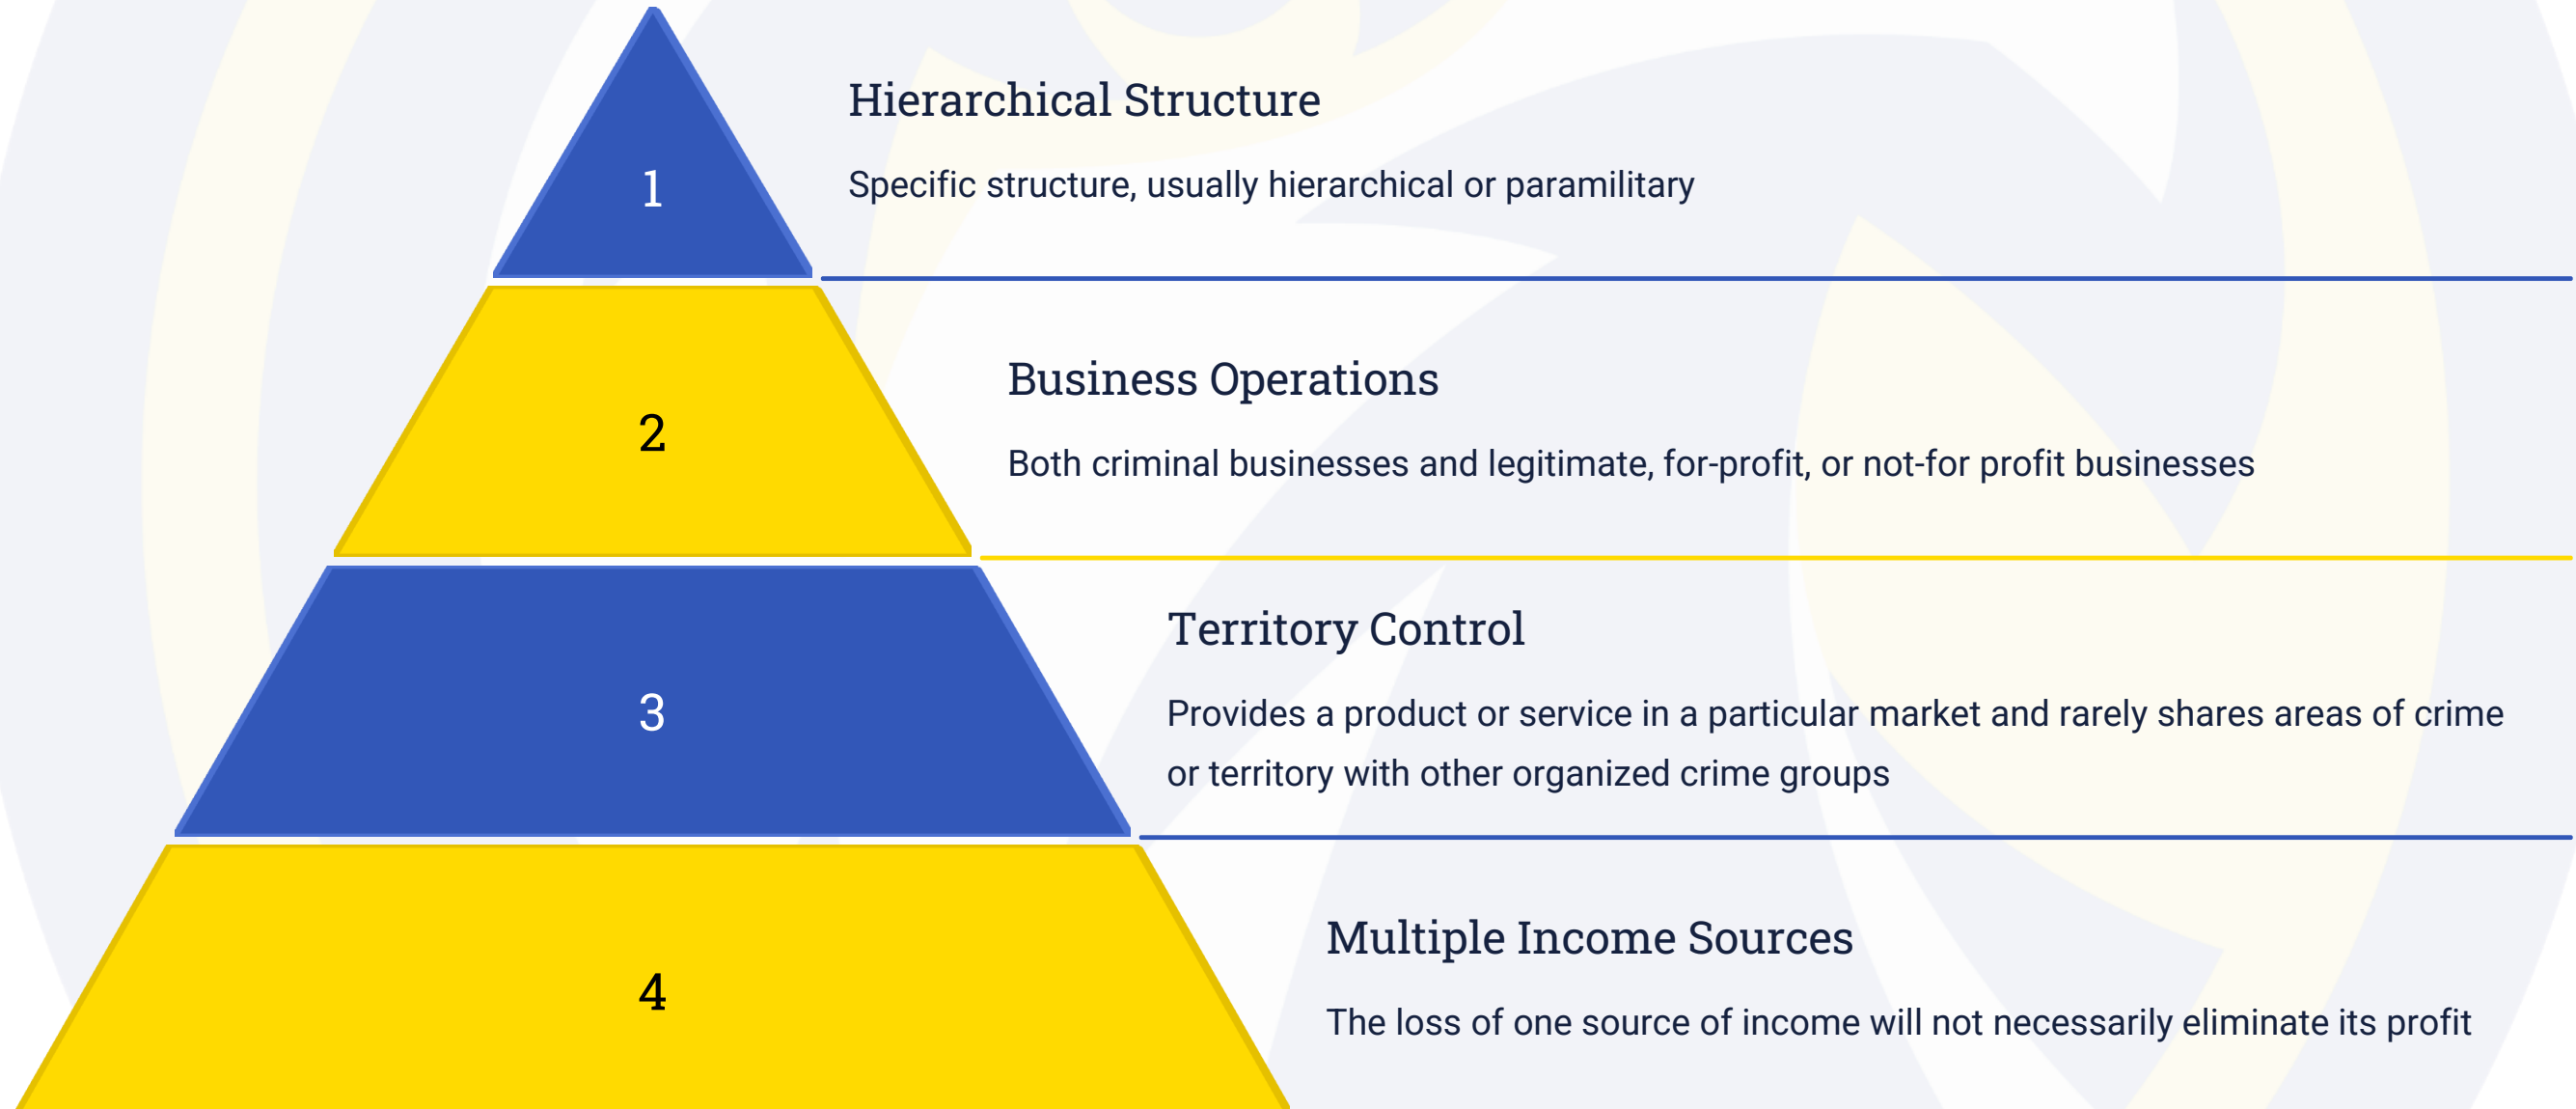 1
Hierarchical Structure
Specific structure, usually hierarchical or paramilitary
2
Business Operations
Both criminal businesses and legitimate, for-profit, or not-for profit businesses
3
Territory Control
Provides a product or service in a particular market and rarely shares areas of crime
or territory with other organized crime groups
4
Multiple Income Sources
The loss of one source of income will not necessarily eliminate its profit